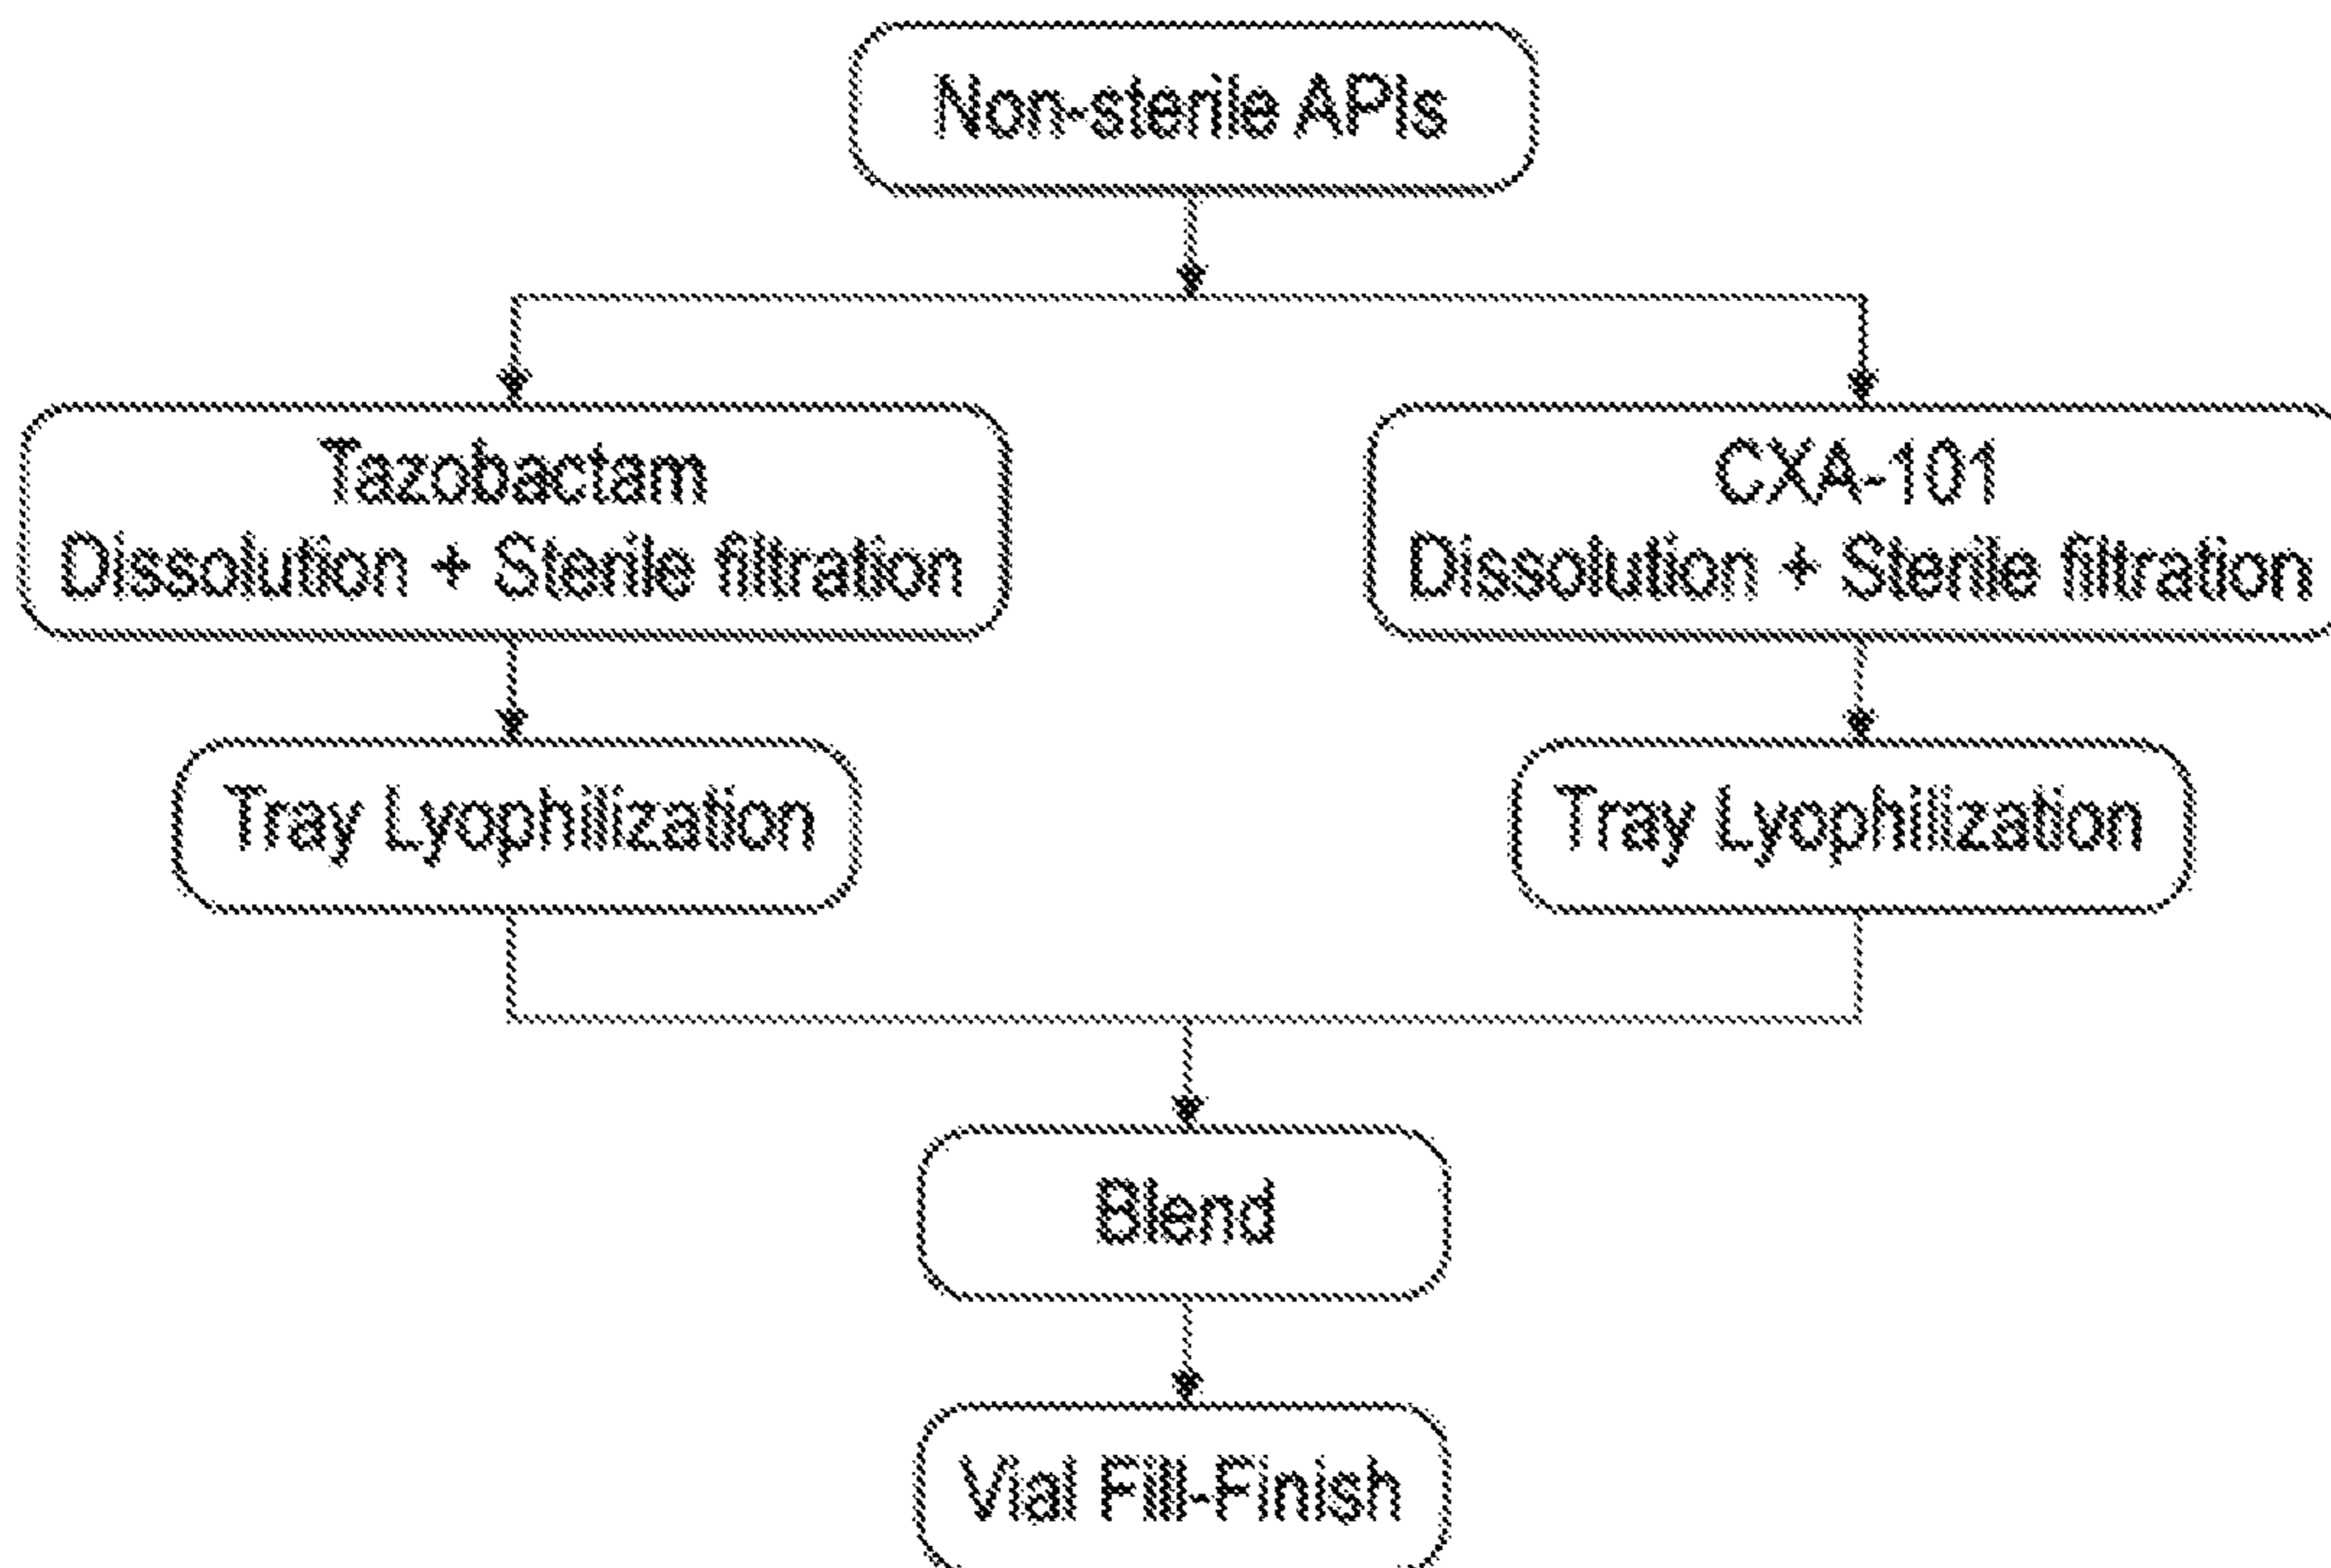 Non-sterile APIs
Tazobactam
Dissolution + Sterile filtration
CXA-101
Dissolution + Sterile filtration
Tray Lyophilization
Tray Lyophilization
Blend
Vial Fill-Finish